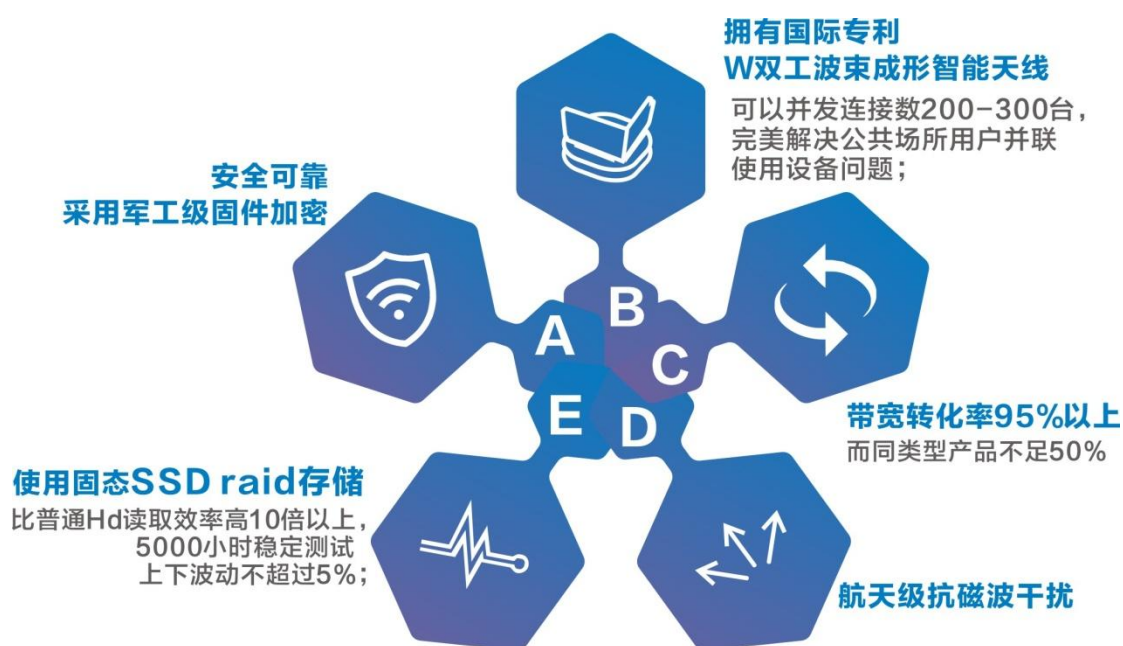 拥有国际专利
W双工波束成形智能天线
可以并发连接数200-300台，
完美解决公共场所用户并联
使用设备问题；
安全可靠
采用军工级固件加密
B
A
C
E
D
带宽转化率95%以上
而同类型产品不足50%
使用固态SSD raid存储
比普通Hd读取效率高10倍以上，
5000小时稳定测试
上下波动不超过5%；
航天级抗磁波干扰